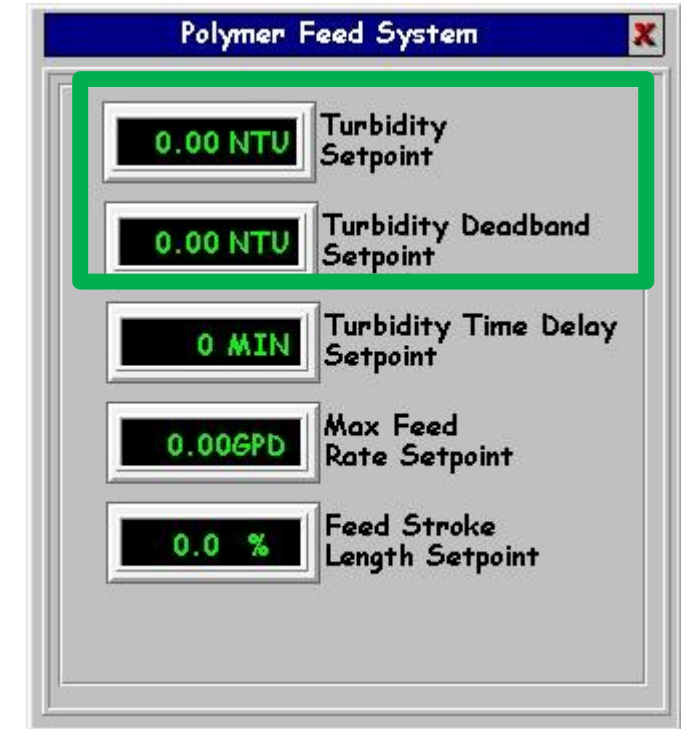 Polymer Feed System
X
0.00 NTU
Turbidity
Setpoint
0.00 NTU
Turbidity Deadband
Setpoint
0 MIN
Turbidity Time Delay
Setpoint
0.00GPD
Max Feed
Rate Setpoint
0.0 %
Feed Stroke
Length Setpoint